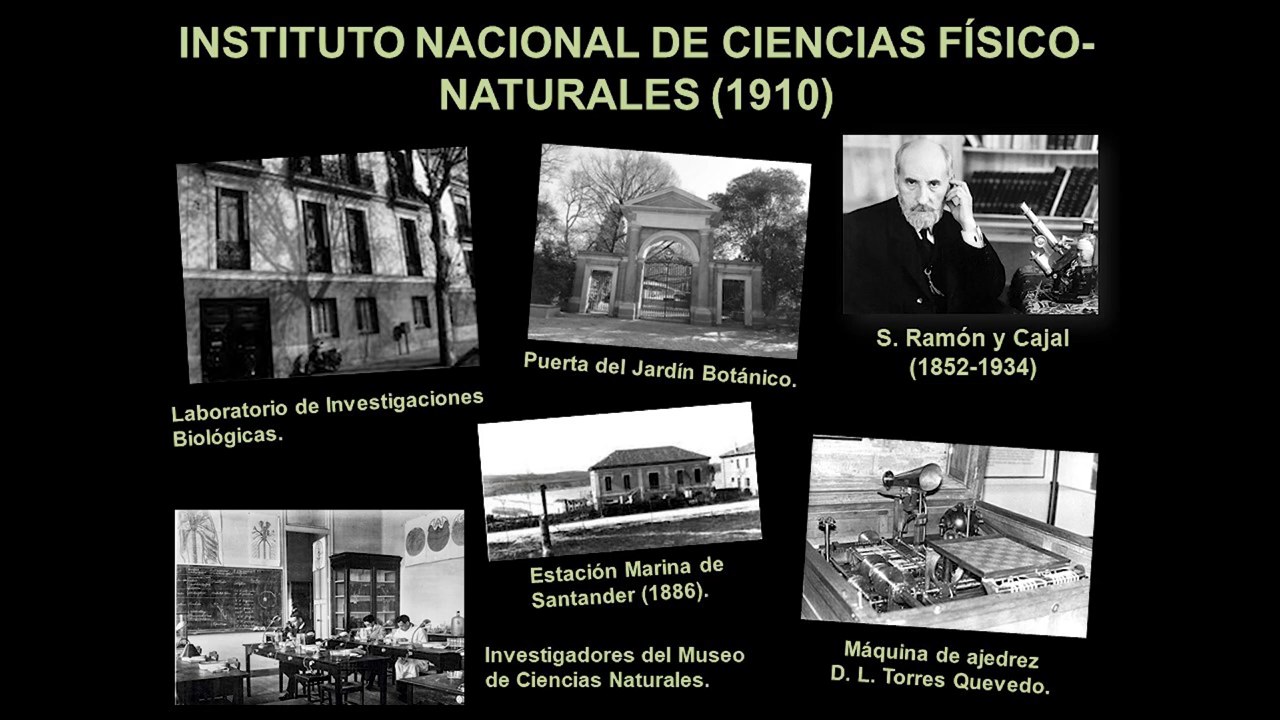 INSTITUTO NACIONAL DE CIENCIAS FÍSICO-
NATURALES (1910)
S. Ramón y Cajal
(1852-1934)
Puerta del Jardín Botánico.
Laboratorio de Investigaciones
Biológicas.
Estación Marina de
Santander (1886).
Investigadores del Museo
de Ciencias Naturales.
Máquina de ajedrez
D. L. Torres Quevedo.